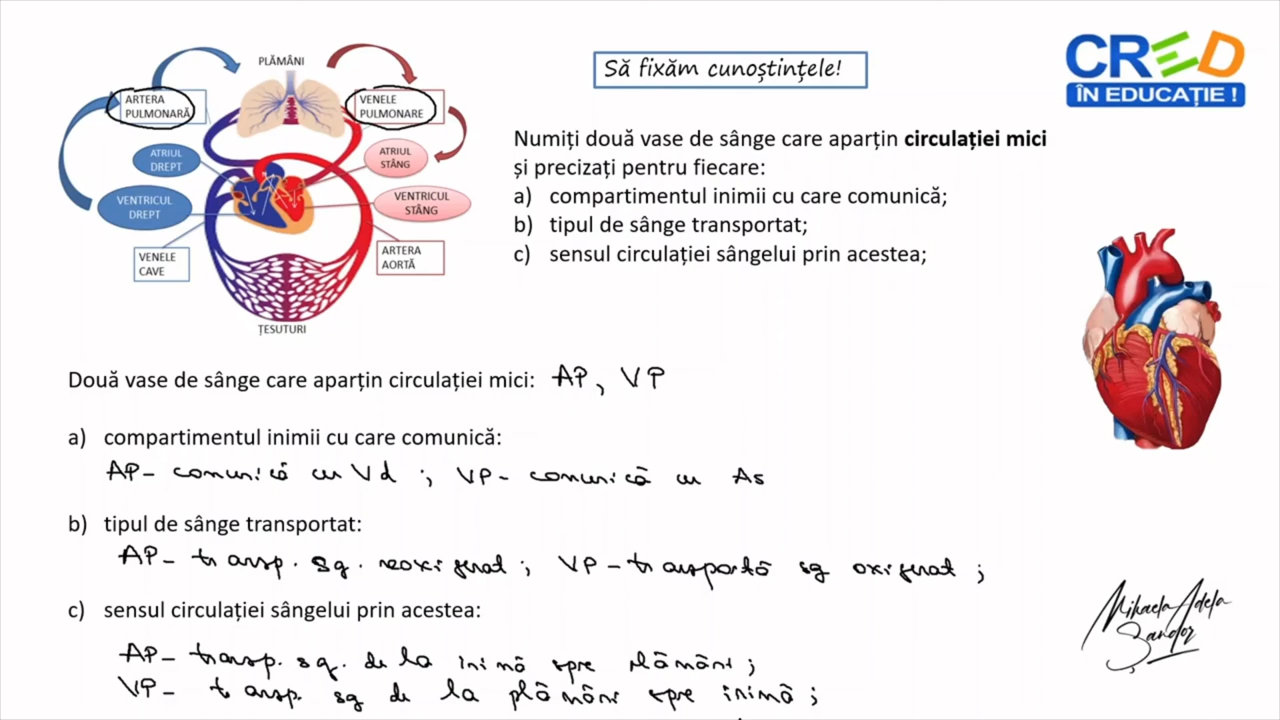 PLĂMÂNI
ARTERA
PULMONARĂ
VENELE
PULMONARE
ATRIUL
DREPT
ATRIUL
STÂNG
VENTRICUL
DREPT
VENTRICUL
STÂNG
VENELE
CAVE
ARTERA
AORTĂ
ȚESUTURI
Să fixăm cunoștințele!
CRED
ÎN EDUCAȚIE !
Numiți două vase de sânge care aparțin circulației mici
și precizați pentru fiecare:
a) compartimentul inimii cu care comunică;
b) tipul de sânge transportat;
c) sensul circulației sângelui prin acestea;
Două vase de sânge care aparțin circulației mici: AP, VP
a) compartimentul inimii cu care comunică:
AP - comunică cu Vd ; VP - comunică cu As
b) tipul de sânge transportat:
AP - transp. sg. neoxigenat ; VP - transportă sg oxigenat ;
c) sensul circulației sângelui prin acestea:
AP - transp. sg. de la inimă spre plămâni ;
VP - transp. sg de la plămâni spre inimă ;
Mihaela Adela
Șandor